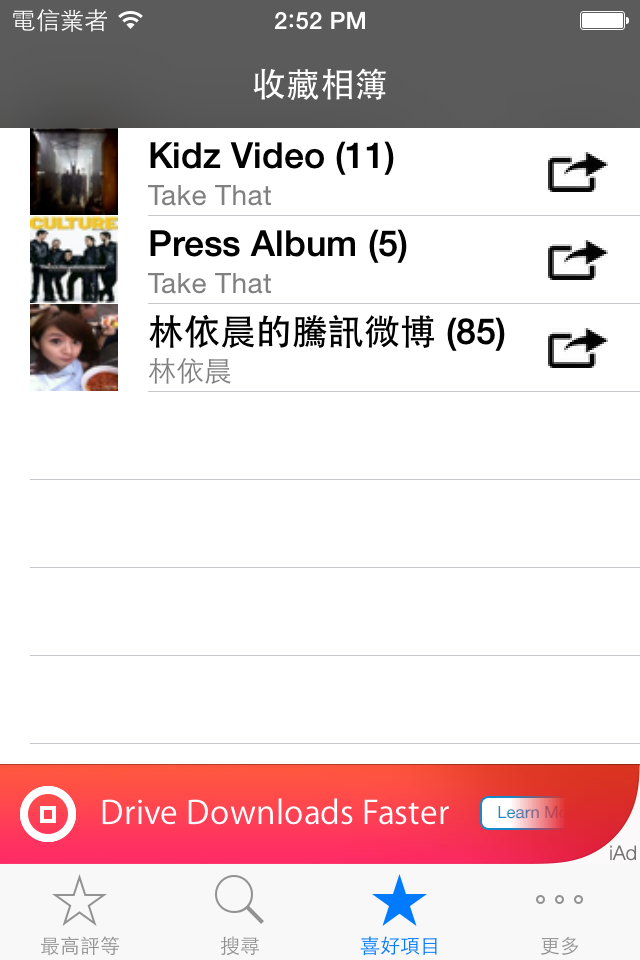 電信業者 2:52 PM
收藏相簿
Kidz Video (11)
Take That
CULTURE
Press Album (5)
Take That
林依晨的騰訊微博 (85)
林依晨
Drive Downloads Faster
Learn Mo
iAd
最高評等 搜尋 喜好項目 更多